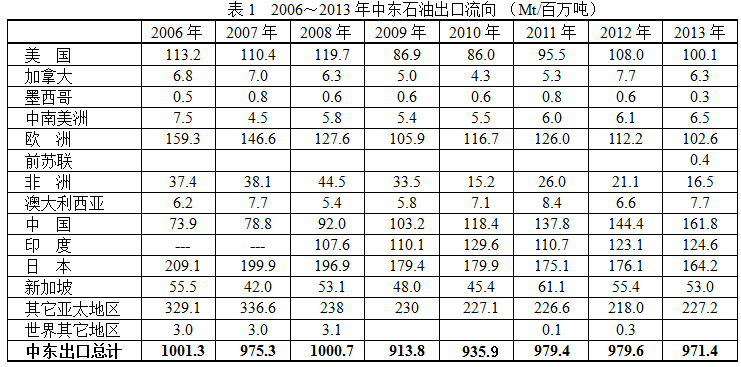 表 1 2006～2013 年中东石油出口流向 （Mt/百万吨）
2006 年 2007 年 2008 年 2009 年 2010 年 2011 年 2012 年 2013 年
美 国 113.2 110.4 119.7 86.9 86.0 95.5 108.0 100.1
加拿大 6.8 7.0 6.3 5.0 4.3 5.3 7.7 6.3
墨西哥 0.5 0.8 0.6 0.6 0.6 0.8 0.6 0.3
中南美洲 7.5 4.5 5.8 5.4 5.5 6.0 6.1 6.5
欧 洲 159.3 146.6 127.6 105.9 116.7 126.0 112.2 102.6
前苏联 0.4
非 洲 37.4 38.1 44.5 33.5 15.2 26.0 21.1 16.5
澳大利西亚 6.2 7.7 5.4 5.8 7.1 8.4 6.6 7.7
中 国 73.9 78.8 92.0 103.2 118.4 137.8 144.4 161.8
印 度 --- --- 107.6 110.1 129.6 110.7 123.1 124.6
日 本 209.1 199.9 196.9 179.4 179.9 175.1 176.1 164.2
新加坡 55.5 42.0 53.1 48.0 45.4 61.1 55.4 53.0
其它亚太地区 329.1 336.6 238 230 227.1 226.6 218.0 227.2
世界其它地区 3.0 3.0 3.1 0.1 0.3
中东出口总计 1001.3 975.3 1000.7 913.8 935.9 979.4 979.6 971.4